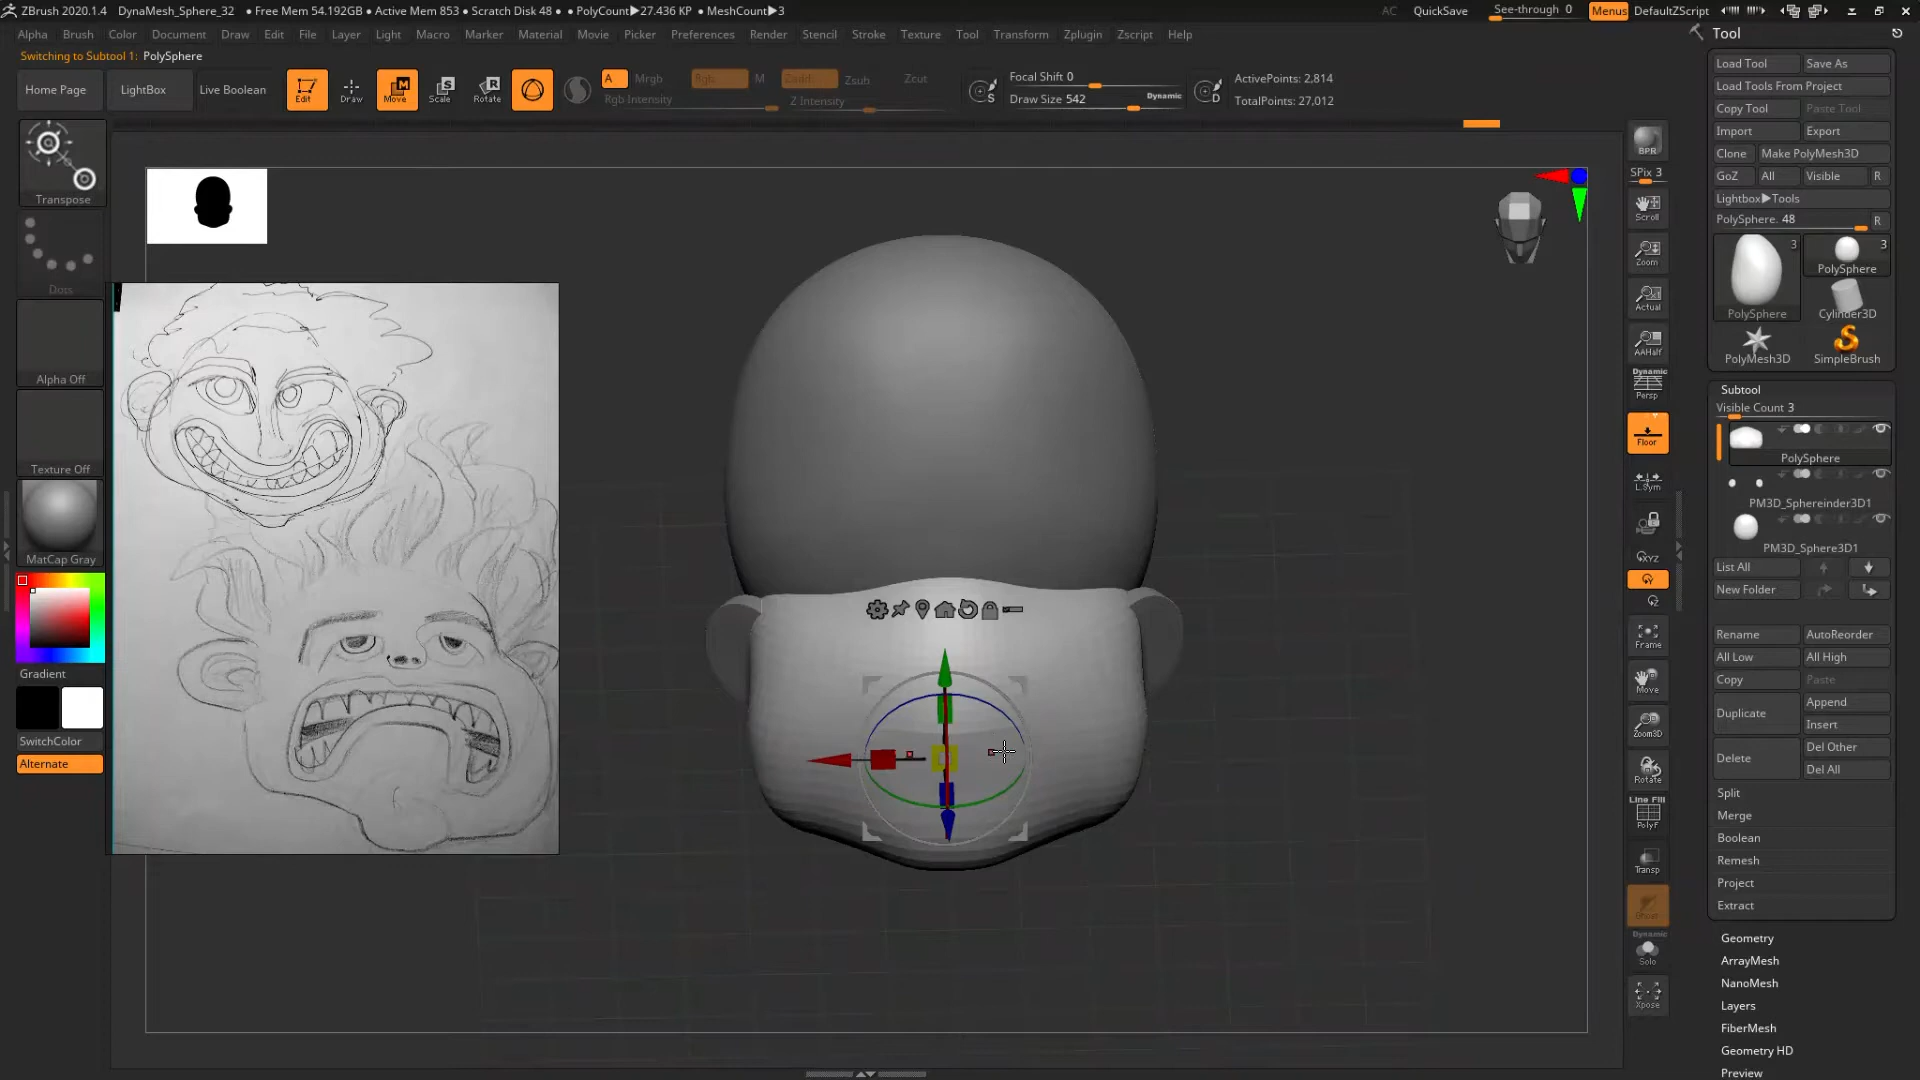 ZBrush 2020.1.4 DynaMesh_Sphere_32 • Free Mem 54.192GB • Active Mem 853 • Scratch Disk 48 • PolyCount▶27.436 KP • MeshCount▶3 AC QuickSave See-through 0 Menus DefaultZScript
Alpha Brush Color Document Draw Edit File Layer Light Macro Marker Material Movie Picker Preferences Render Stencil Stroke Texture Tool Transform Zplugin Zscript Help
Switching to Subtool 1: PolySphere
Home Page LightBox Live Boolean Edit Draw Move Scale Rotate
A Mrgb Rgb M Zadd Zsub Zcut
Rgb Intensity Z Intensity
Focal Shift 0
Draw Size 542 Dynamic
ActivePoints: 2,814
TotalPoints: 27,012
Transpose
Dots
Alpha Off
Texture Off
MatCap Gray
Gradient
SwitchColor
Alternate
BPR
SPix 3
Scroll
Zoom
Actual
AAHalf
Dynamic
Persp
Floor
L.Sym
XYZ
Y
Z
Frame
Move
Zoom3D
Rotate
Line Fill
PolyF
Transp
Ghost
Dynamic
Solo
Xpose
Tool
Load Tool Save As
Load Tools From Project
Copy Tool Paste Tool
Import Export
Clone Make PolyMesh3D
GoZ All Visible R
Lightbox▶Tools
PolySphere. 48 R
3 3
PolySphere
PolySphere Cylinder3D
PolyMesh3D SimpleBrush
Subtool
Visible Count 3
PolySphere
PM3D_Sphereinder3D1
PM3D_Sphere3D1
List All
New Folder
Rename AutoReorder
All Low All High
Copy Paste
Duplicate Append
Insert
Delete Del Other
Del All
Split
Merge
Boolean
Remesh
Project
Extract
Geometry
ArrayMesh
NanoMesh
Layers
FiberMesh
Geometry HD
Preview